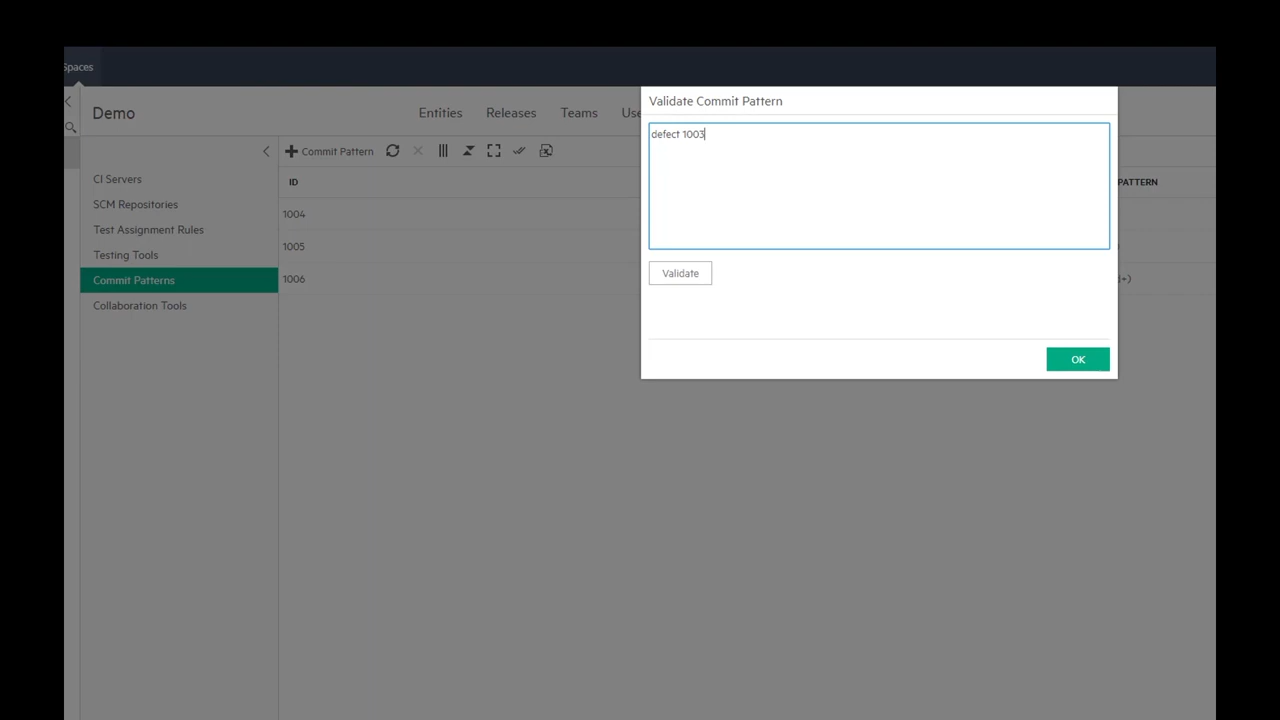 Spaces
Demo
Entities
Releases
Teams
Validate Commit Pattern
defect 1003
Validate
OK
Commit Pattern
ID
PATTERN
1004
1005
1006
+)
CI Servers
SCM Repositories
Test Assignment Rules
Testing Tools
Commit Patterns
Collaboration Tools